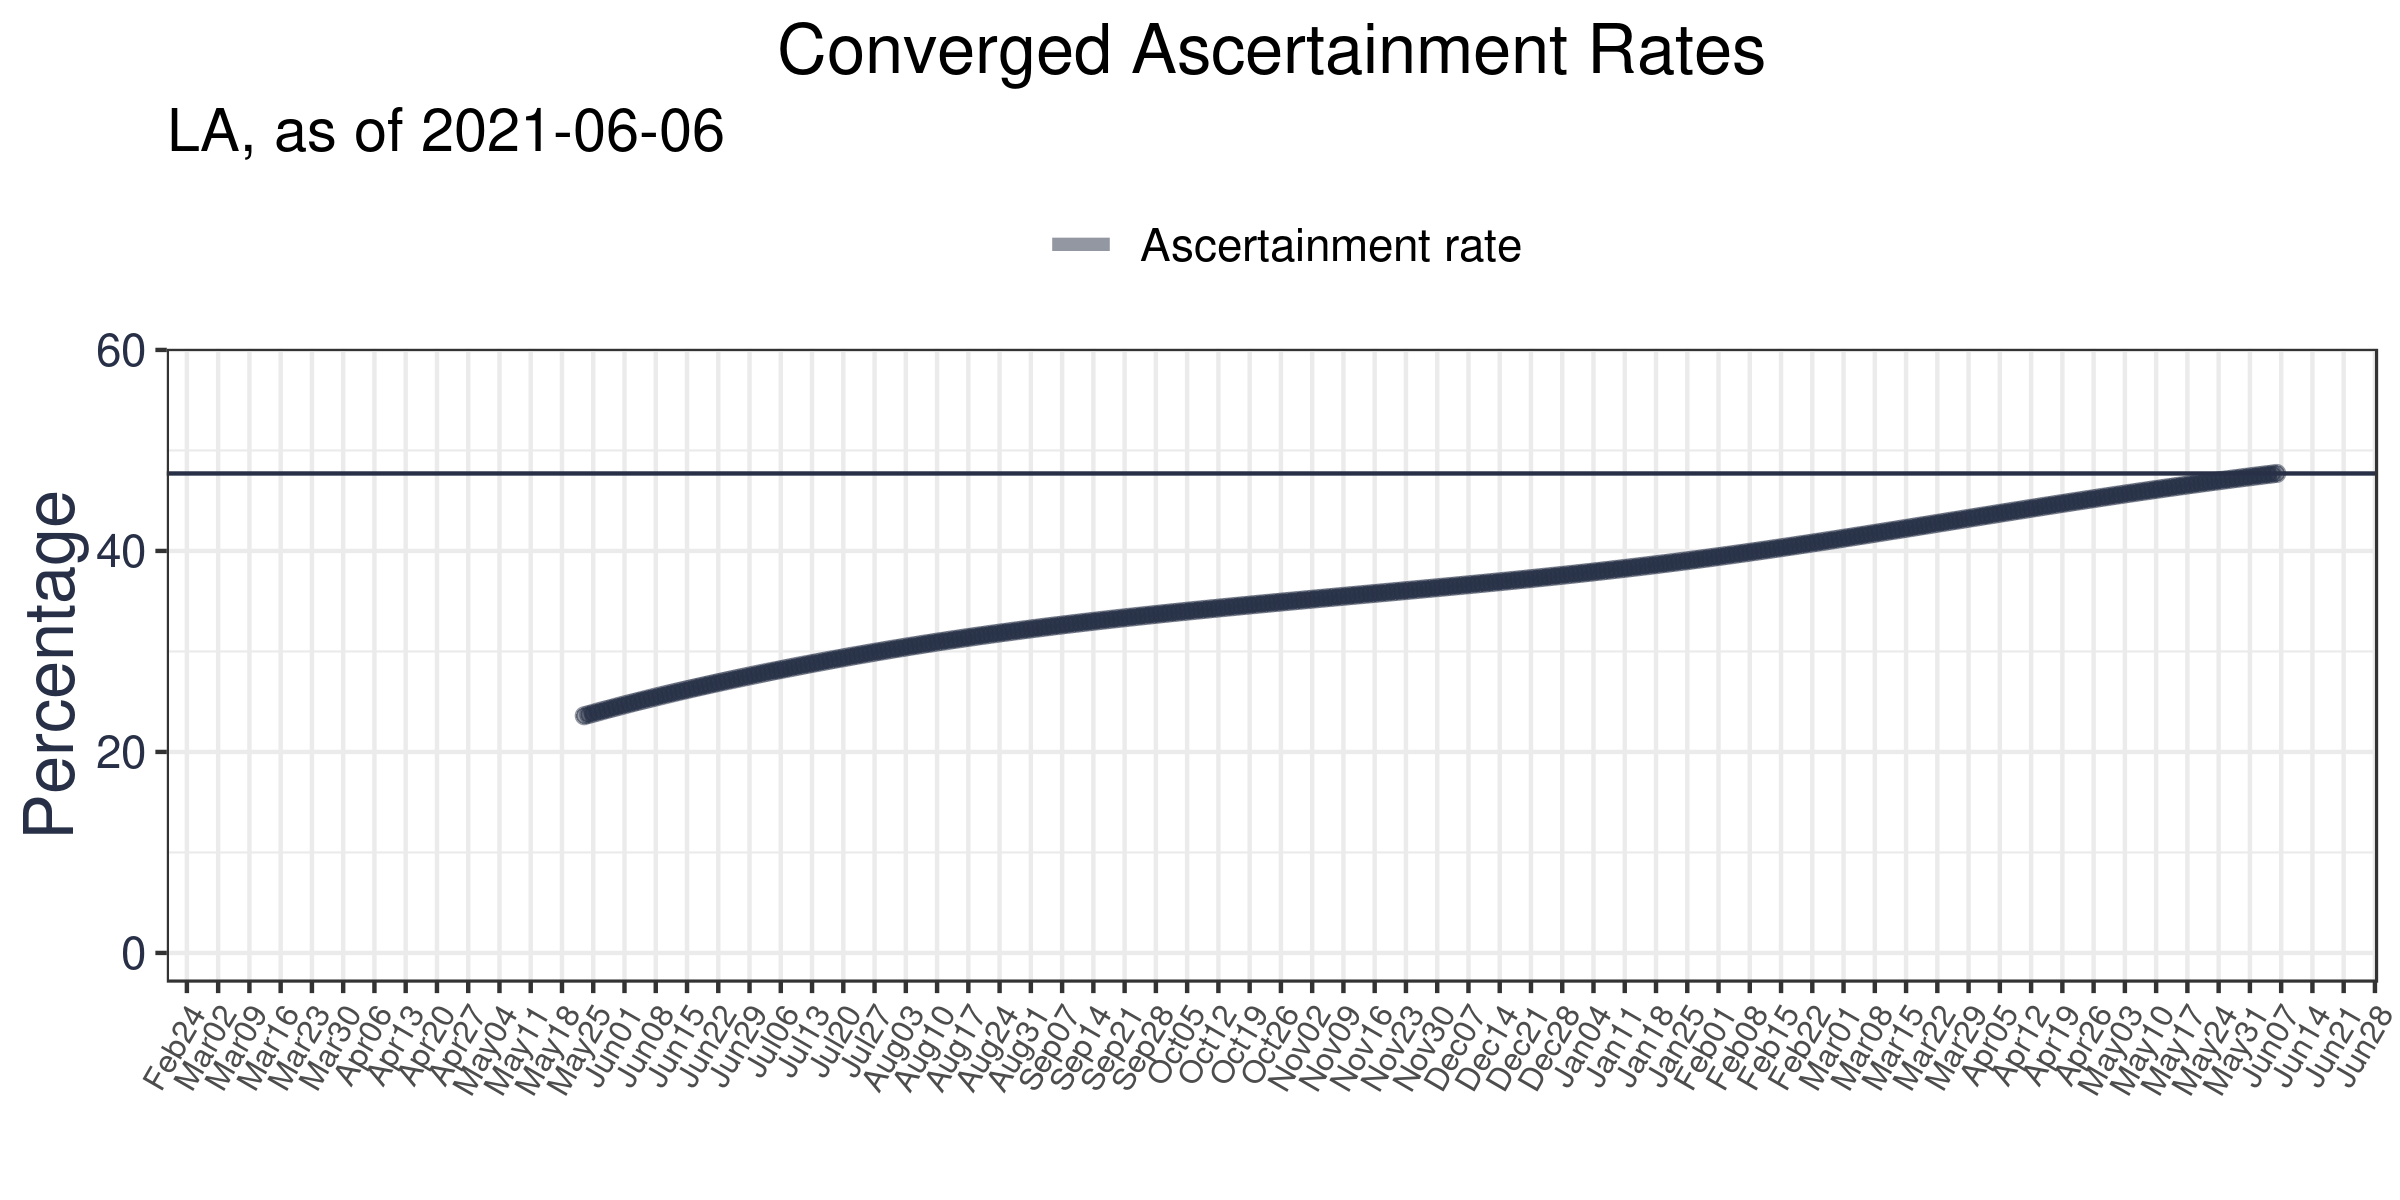 Converged Ascertainment Rates
LA, as of 2021-06-06
Ascertainment rate
Percentage
60
40
20
0
Feb24
Mar02
Mar09
Mar16
Mar23
Mar30
Apr06
Apr13
Apr20
Apr27
May04
May11
May18
May25
Jun01
Jun08
Jun15
Jun22
Jun29
Jul06
Jul13
Jul20
Jul27
Aug03
Aug10
Aug17
Aug24
Aug31
Sep07
Sep14
Sep21
Sep28
Oct05
Oct12
Oct19
Oct26
Nov02
Nov09
Nov16
Nov23
Nov30
Dec07
Dec14
Dec21
Dec28
Jan04
Jan11
Jan18
Jan25
Feb01
Feb08
Feb15
Feb22
Mar01
Mar08
Mar15
Mar22
Mar29
Apr05
Apr12
Apr19
Apr26
May03
May10
May17
May24
May31
Jun07
Jun14
Jun21
Jun28